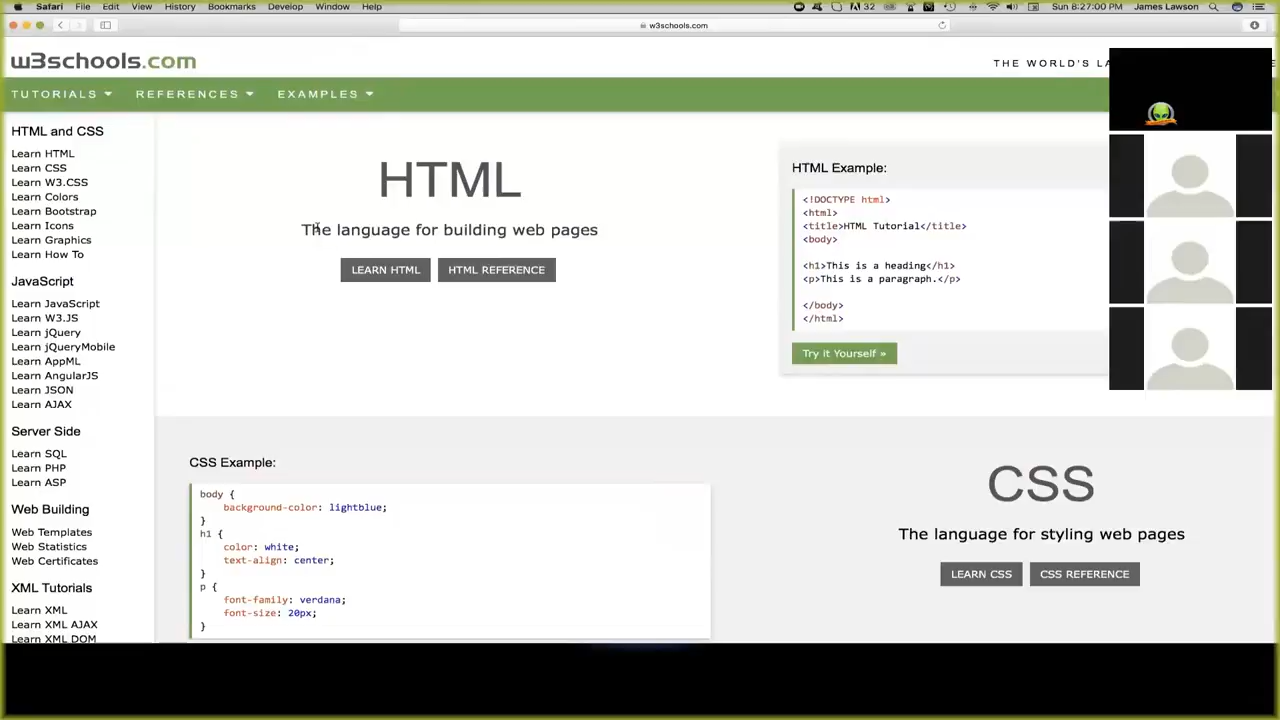 Safari File Edit View History Bookmarks Develop Window Help
32 Sun 8:27:00 PM James Lawson
w3schools.com
w3schools.com
THE WORLD'S
TUTORIALS REFERENCES EXAMPLES
HTML and CSS
Learn HTML
Learn CSS
Learn W3.CSS
Learn Colors
Learn Bootstrap
Learn Icons
Learn Graphics
Learn How To
JavaScript
Learn JavaScript
Learn W3.JS
Learn jQuery
Learn jQueryMobile
Learn AppML
Learn AngularJS
Learn JSON
Learn AJAX
Server Side
Learn SQL
Learn PHP
Learn ASP
Web Building
Web Templates
Web Statistics
Web Certificates
XML Tutorials
Learn XML
Learn XML AJAX
Learn XML DOM
HTML
The language for building web pages
LEARN HTML HTML REFERENCE
HTML Example:
<!DOCTYPE html>
<html>
<title>HTML Tutorial</title>
<body>
<h1>This is a heading</h1>
<p>This is a paragraph.</p>
</body>
</html>
Try it Yourself »
CSS Example:
body {
background-color: lightblue;
}
h1 {
color: white;
text-align: center;
}
p {
font-family: verdana;
font-size: 20px;
}
CSS
The language for styling web pages
LEARN CSS CSS REFERENCE